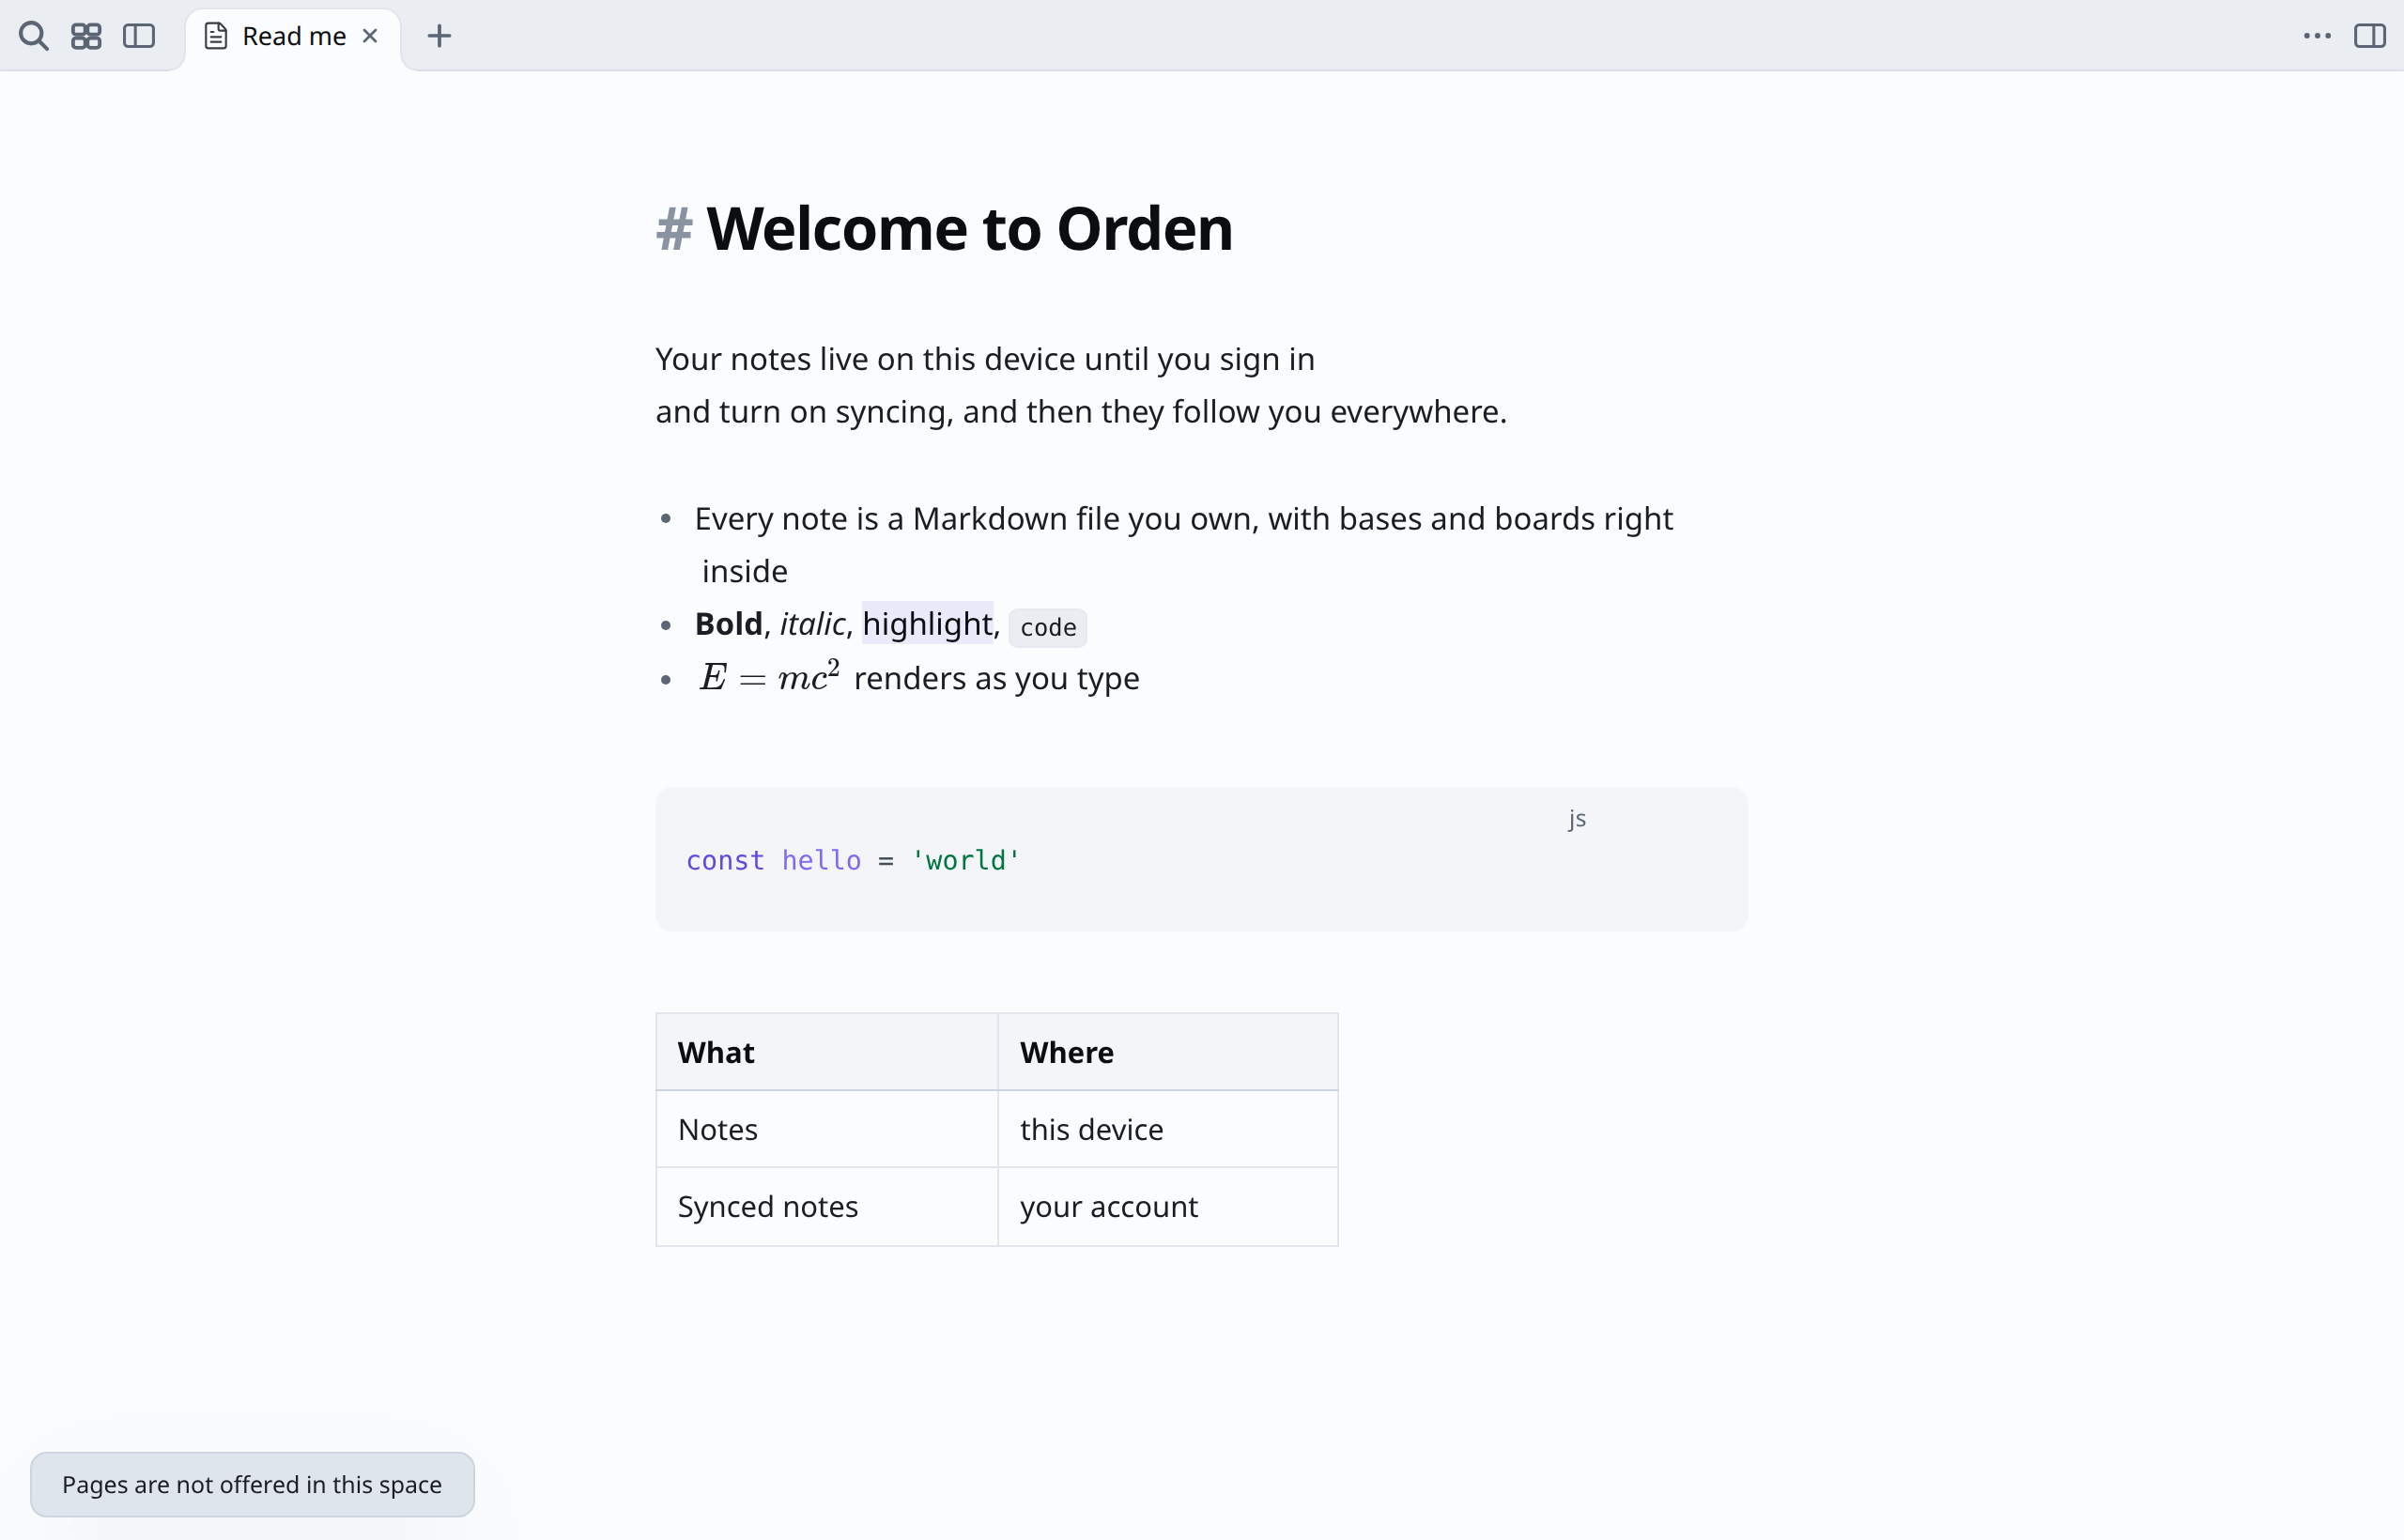 Read me
# Welcome to Orden
Your notes live on this device until you sign in
and turn on syncing, and then they follow you everywhere.
• Every note is a Markdown file you own, with bases and boards right
inside
• Bold, italic, highlight, code
• E = mc² renders as you type
js
const hello = 'world'
What Where
Notes this device
Synced notes your account
Pages are not offered in this space